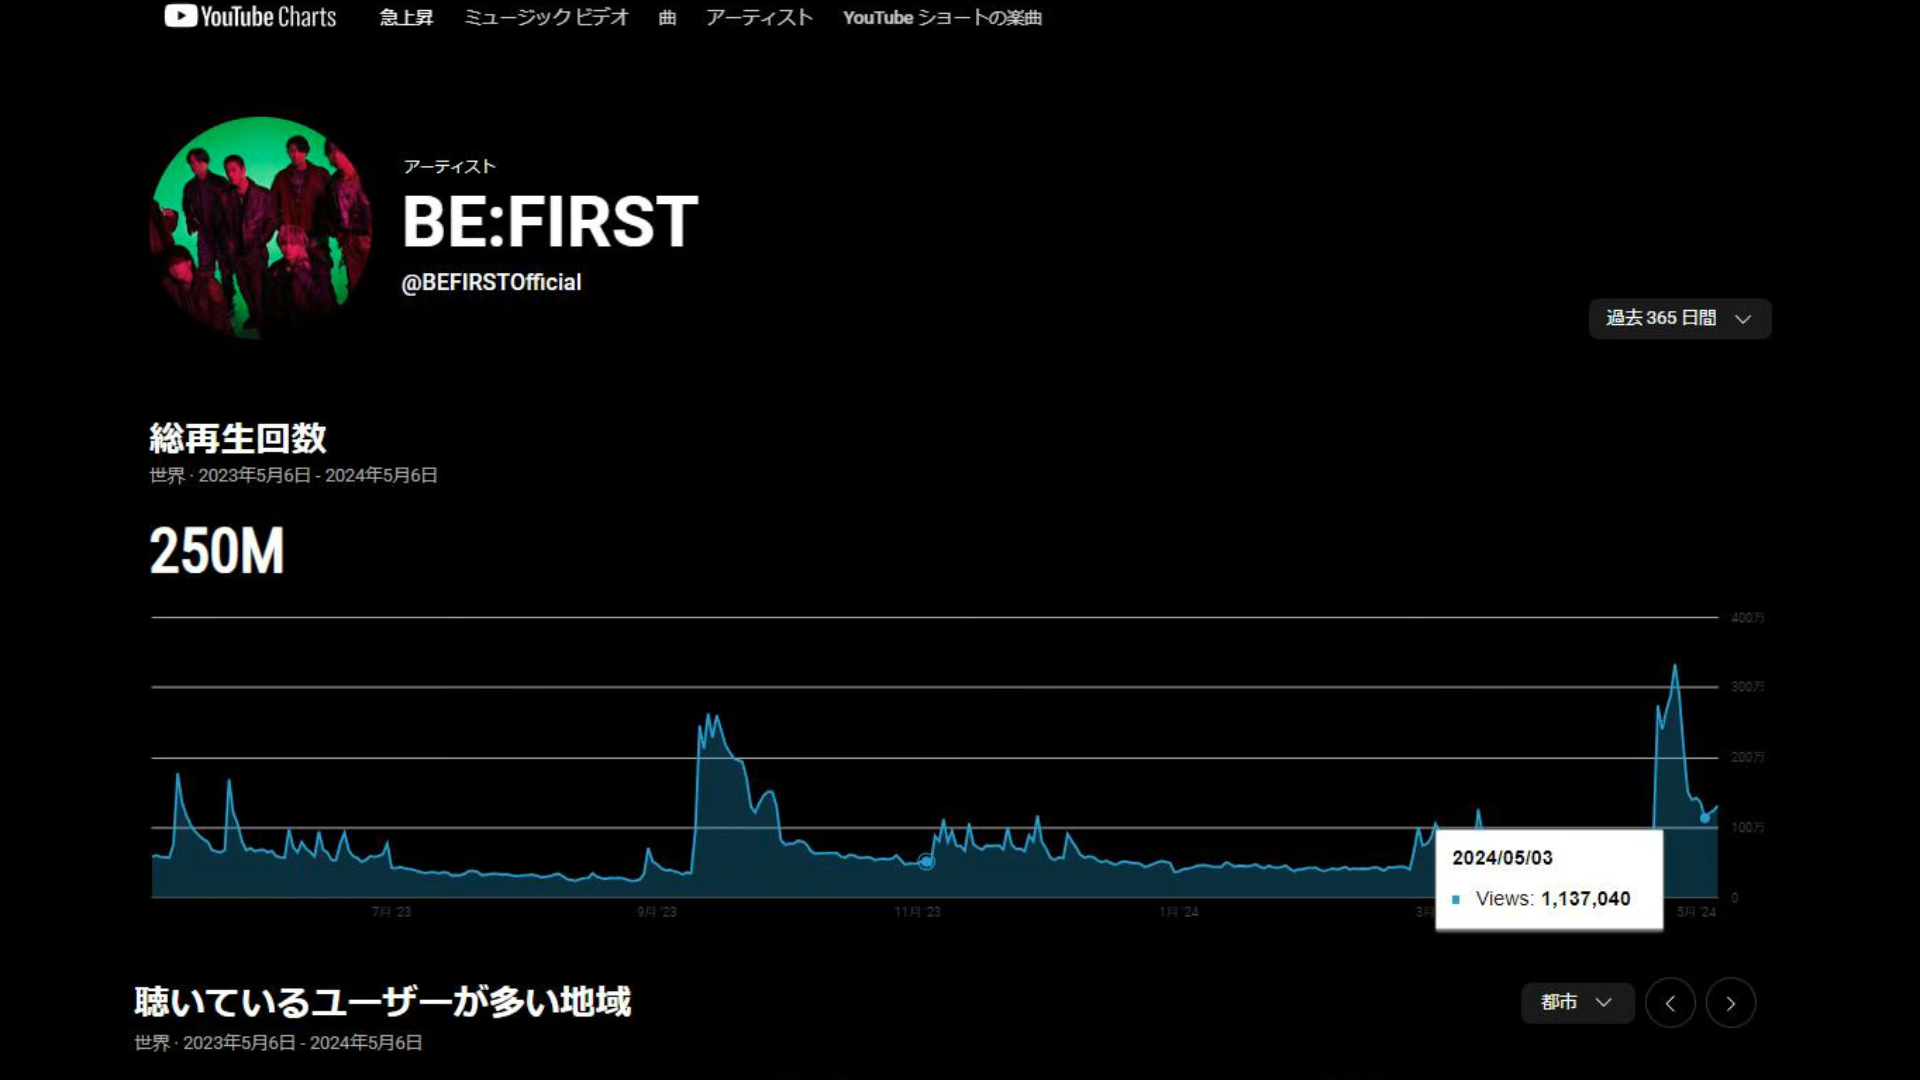 YouTube Charts 急上昇 ミュージック ビデオ 曲 アーティスト YouTube ショートの楽曲
アーティスト
BE:FIRST
@BEFIRSTOfficial
過去 365 日間
総再生回数
世界 · 2023年5月6日 - 2024年5月6日
250M
400万
300万
200万
100万
0
7月 '23 9月 '23 11月 '23 1月 '24 3月 5月 '24
2024/05/03
Views: 1,137,040
聴いているユーザーが多い地域
都市
世界 · 2023年5月6日 - 2024年5月6日